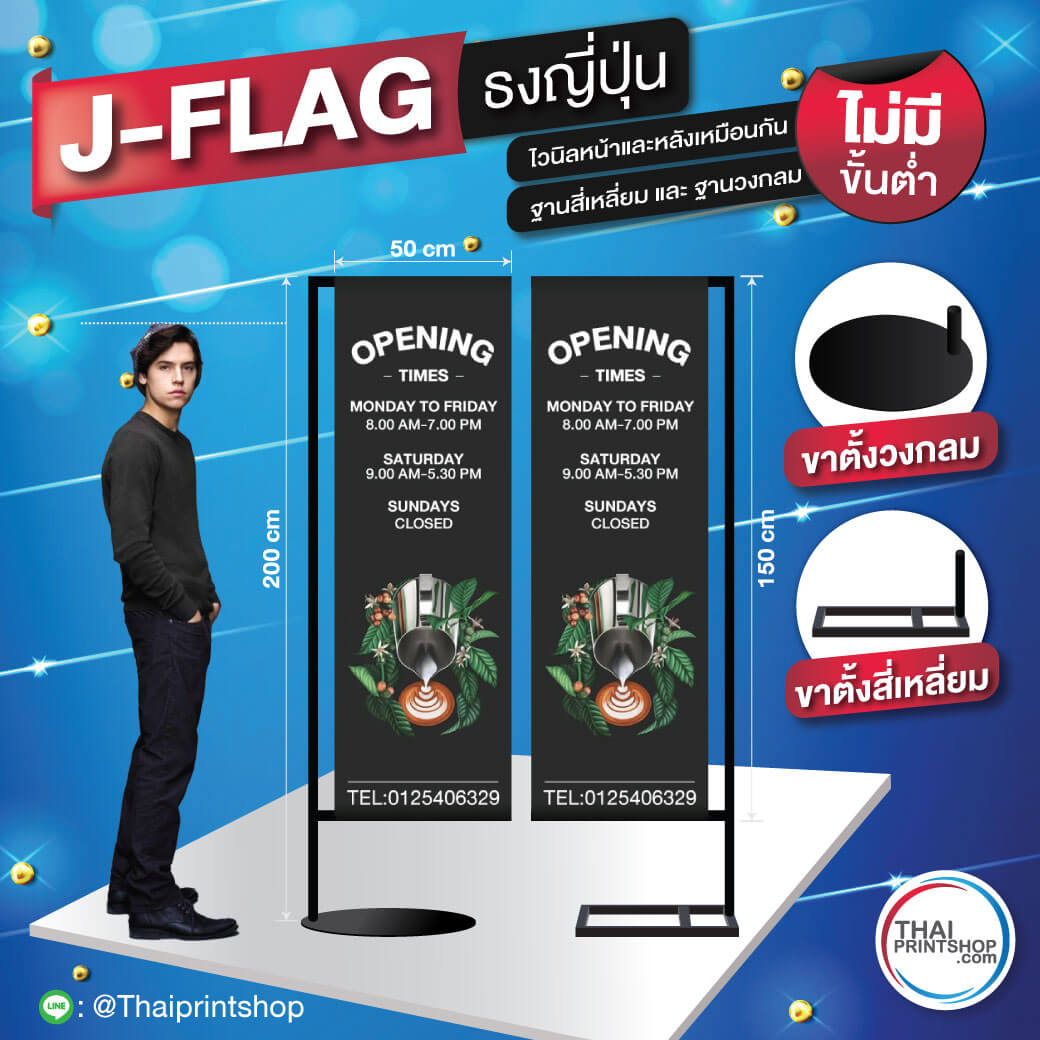 J-FLAG
ธงญี่ปุ่น
ไวนิลหน้าและหลังเหมือนกัน
ฐานสี่เหลี่ยม และ ฐานวงกลม
ไม่มี
ขั้นต่ำ
50 cm
200 cm
OPENING
- TIMES -
MONDAY TO FRIDAY
8.00 AM-7.00 PM
SATURDAY
9.00 AM-5.30 PM
SUNDAYS
CLOSED
TEL:0125406329
OPENING
- TIMES -
MONDAY TO FRIDAY
8.00 AM-7.00 PM
SATURDAY
9.00 AM-5.30 PM
SUNDAYS
CLOSED
TEL:0125406329
150 cm
ขาตั้งวงกลม
ขาตั้งสี่เหลี่ยม
THAI
PRINTSHOP
.com
LINE : @Thaiprintshop